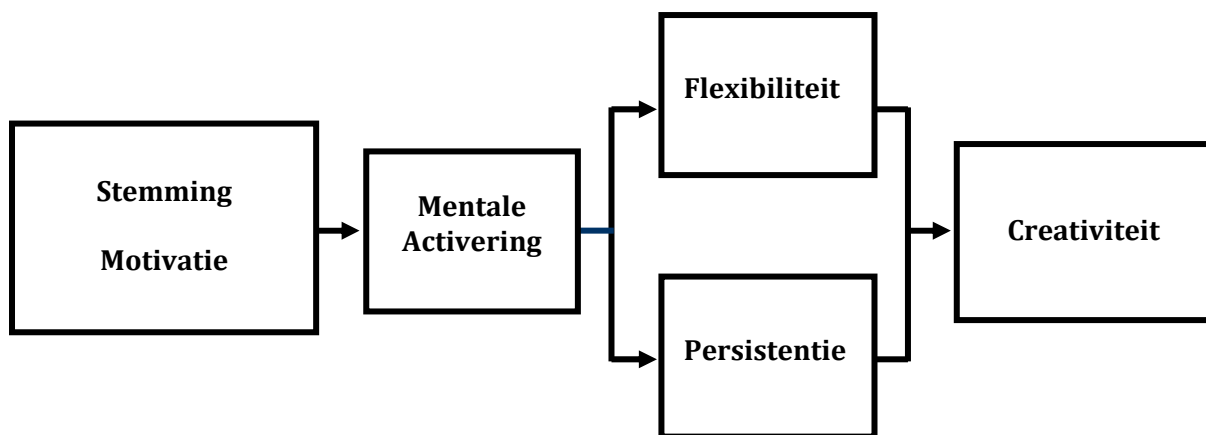 Stemming
Motivatie
Mentale
Activering
Flexibiliteit
Persistentie
Creativiteit